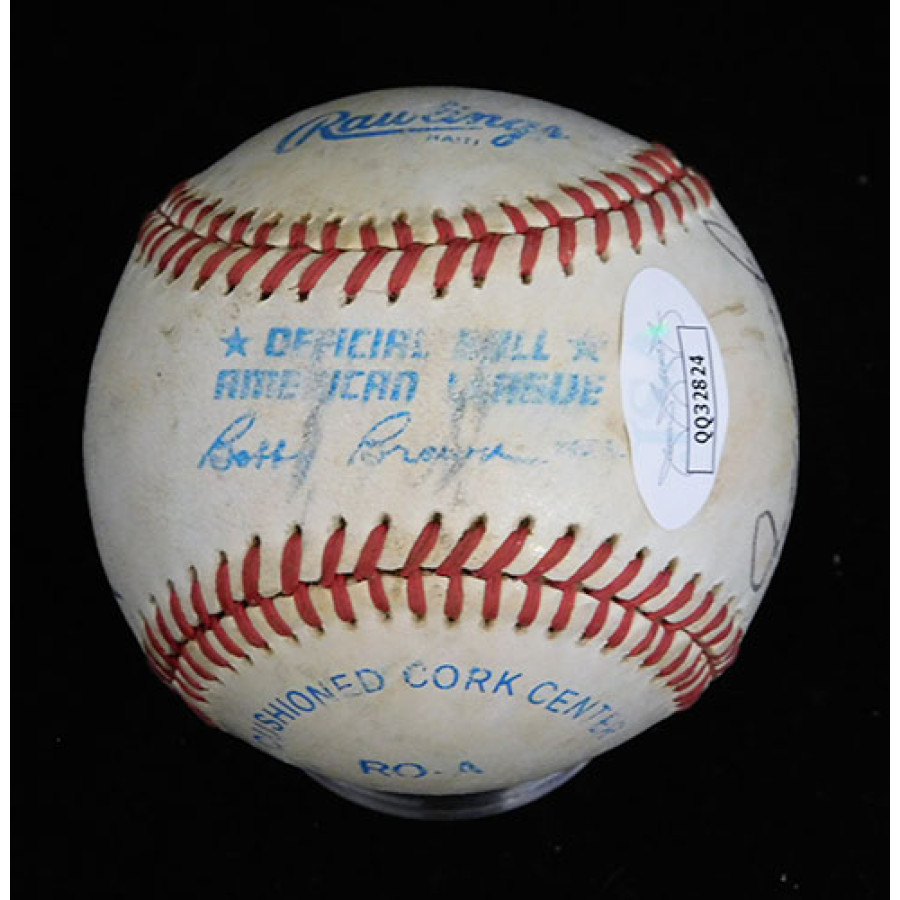 Rawlings
HAITI
OFFICIAL BALL
AMERICAN LEAGUE
Bobby Brown
QQ32824
CUSHIONED CORK CENTER
RO-A